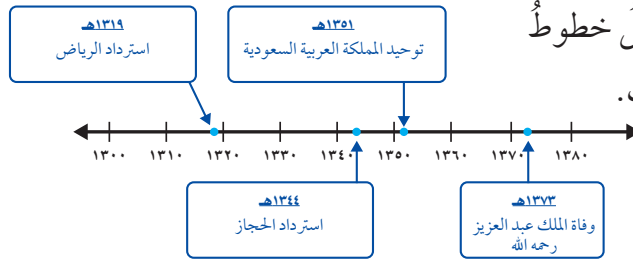 خطوطُ
١٣١٩هـ
استرداد الرياض
١٣٥١هـ
توحيد المملكة العربية السعودية
١٣٠٠ ١٣١٠ ١٣٢٠ ١٣٣٠ ١٣٤٠ ١٣٥٠ ١٣٦٠ ١٣٧٠ ١٣٨٠
١٣٤٤هـ
استرداد الحجاز
١٣٧٣هـ
وفاة الملك عبد العزيز
رحمه الله